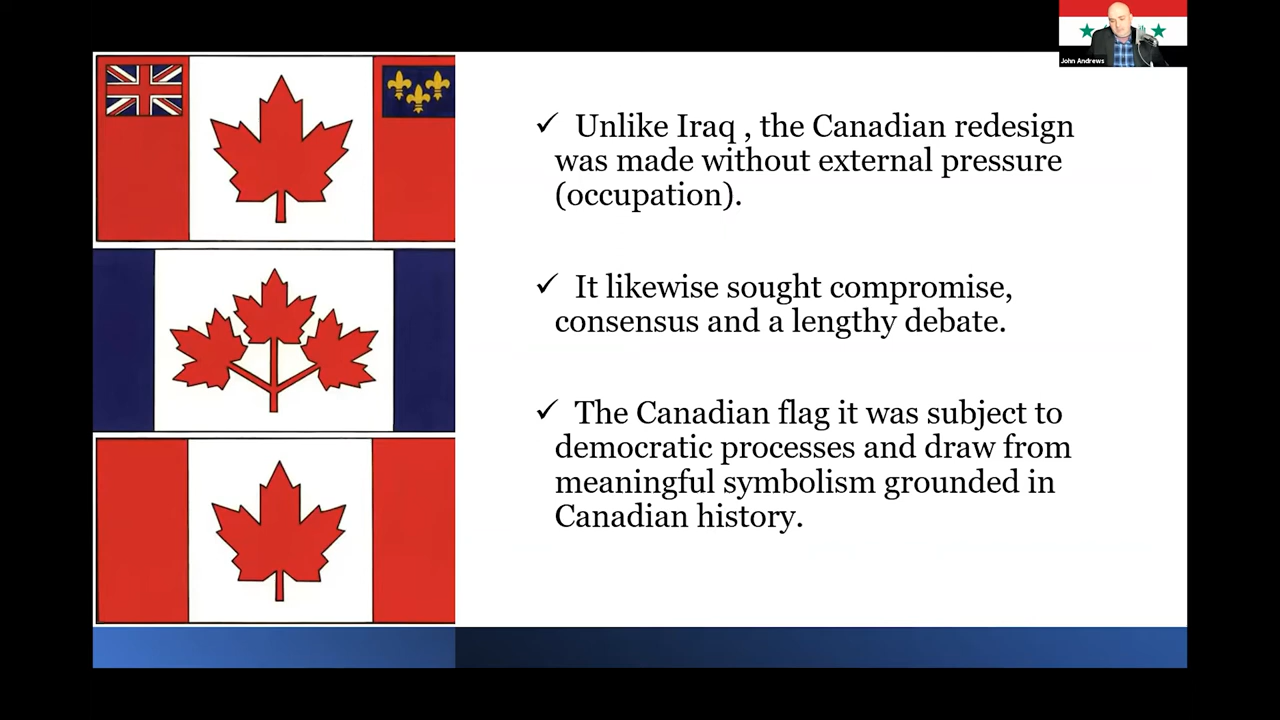 John Andrews
✓ Unlike Iraq , the Canadian redesign
was made without external pressure
(occupation).
✓ It likewise sought compromise,
consensus and a lengthy debate.
✓ The Canadian flag it was subject to
democratic processes and draw from
meaningful symbolism grounded in
Canadian history.